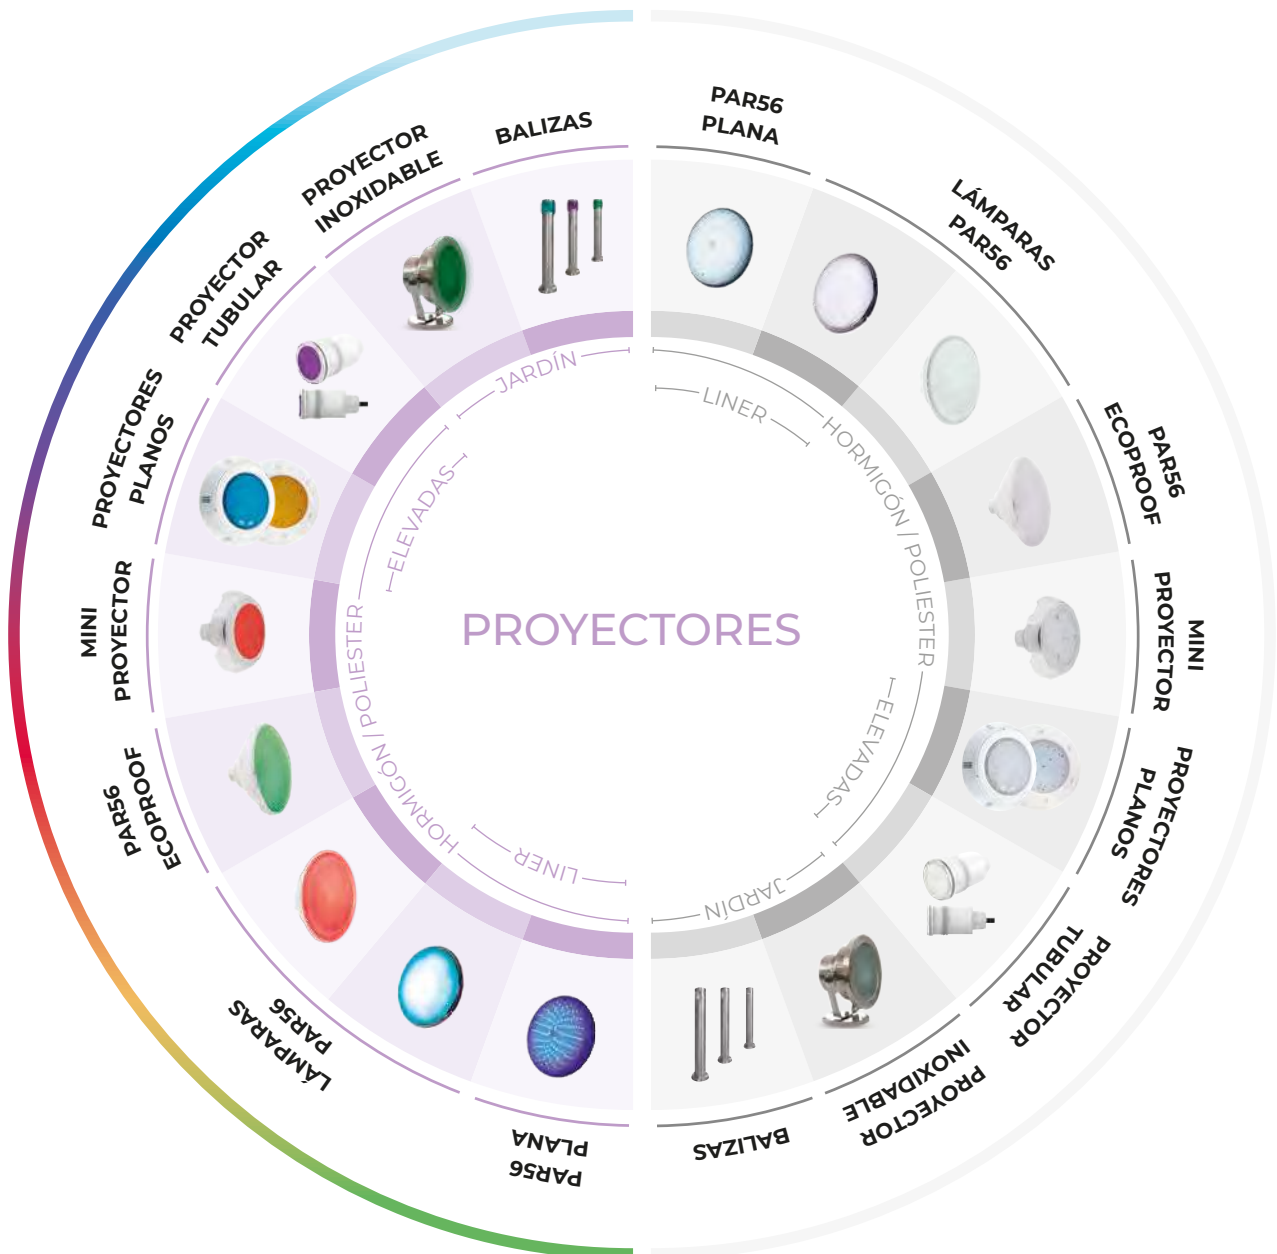 PAR56
PLANA
LÁMPARAS
PAR56
PAR56
ECOPROOF
MINI
PROYECTOR
PROYECTORES
PLANOS
PROYECTOR
TUBULAR
PROYECTOR
INOXIDABLE
BALIZAS
PAR56
PLANA
LÁMPARAS
PAR56
PAR56
ECOPROOF
MINI
PROYECTOR
PROYECTORES
PLANOS
PROYECTOR
TUBULAR
PROYECTOR
INOXIDABLE
BALIZAS
LINER
HORMIGÓN / POLIESTER
ELEVADAS
JARDÍN
LINER
HORMIGÓN / POLIESTER
ELEVADAS
JARDÍN
PROYECTORES